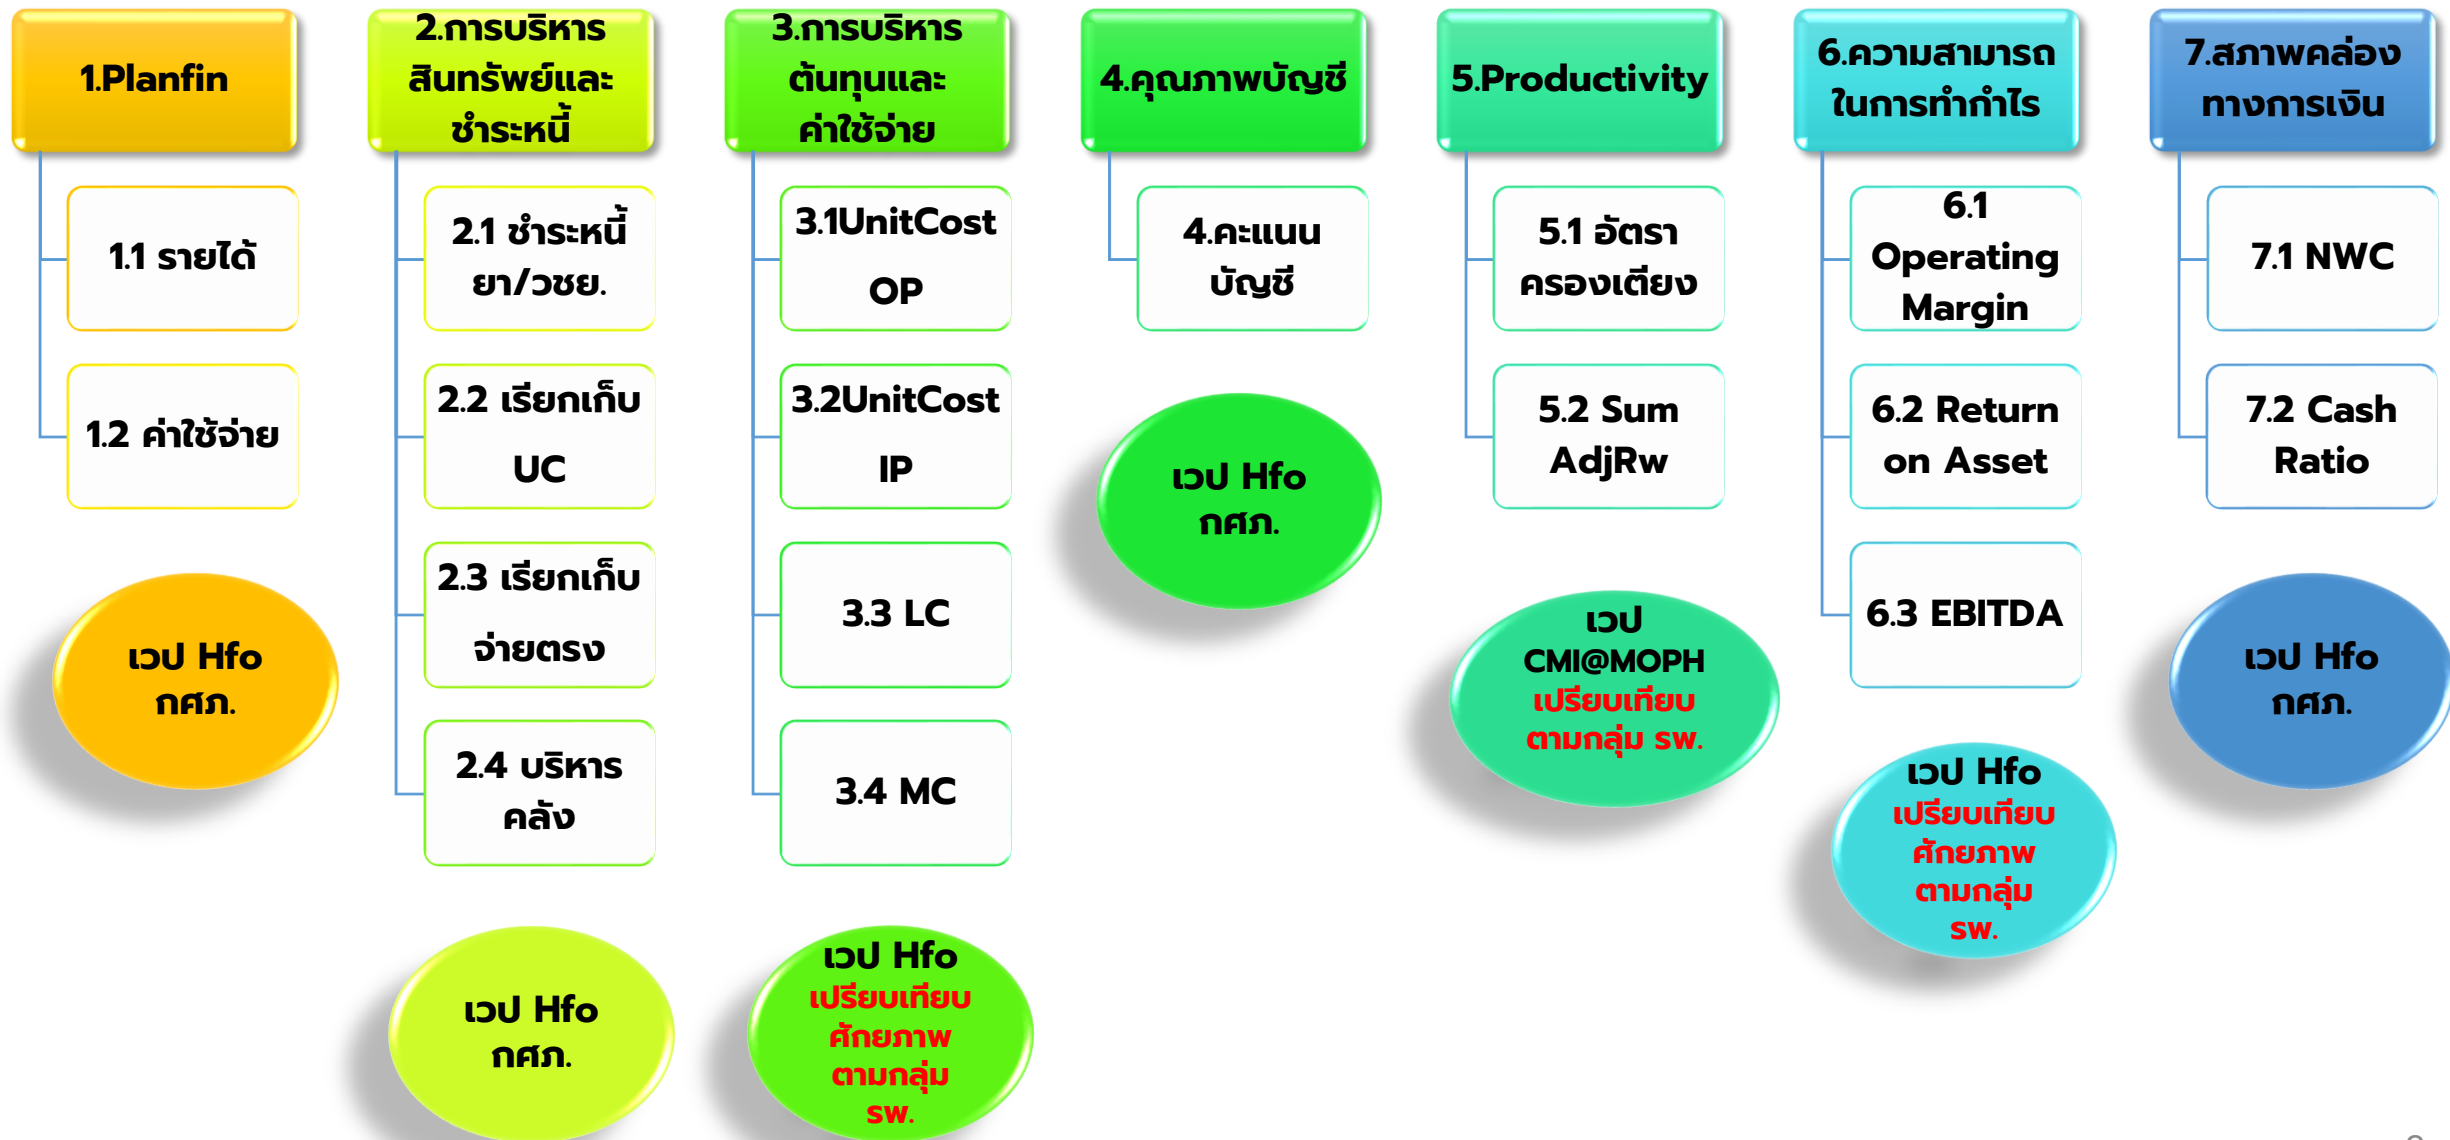 1.Planfin
1.1 รายได้
1.2 ค่าใช้จ่าย
เวป Hfo
กศภ.
2.การบริหาร
สินทรัพย์และ
ชำระหนี้
2.1 ชำระหนี้
ยา/วชย.
2.2 เรียกเก็บ
UC
2.3 เรียกเก็บ
จ่ายตรง
2.4 บริหาร
คลัง
เวป Hfo
กศภ.
3.การบริหาร
ต้นทุนและ
ค่าใช้จ่าย
3.1UnitCost
OP
3.2UnitCost
IP
3.3 LC
3.4 MC
เวป Hfo
เปรียบเทียบ
ศักยภาพ
ตามกลุ่ม
รพ.
4.คุณภาพบัญชี
4.คะแนน
บัญชี
เวป Hfo
กศภ.
5.Productivity
5.1 อัตรา
ครองเตียง
5.2 Sum
AdjRw
เวป
CMI@MOPH
เปรียบเทียบ
ตามกลุ่ม รพ.
6.ความสามารถ
ในการทำกำไร
6.1
Operating
Margin
6.2 Return
on Asset
6.3 EBITDA
เวป Hfo
เปรียบเทียบ
ศักยภาพ
ตามกลุ่ม
รพ.
7.สภาพคล่อง
ทางการเงิน
7.1 NWC
7.2 Cash
Ratio
เวป Hfo
กศภ.